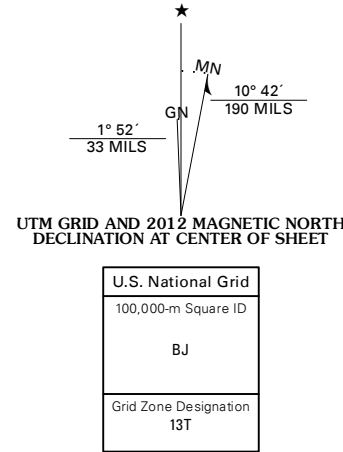 ★
MN
GN
1° 52´
33 MILS
10° 42´
190 MILS
UTM GRID AND 2012 MAGNETIC NORTH
DECLINATION AT CENTER OF SHEET
U.S. National Grid
100,000-m Square ID
BJ
Grid Zone Designation
13T